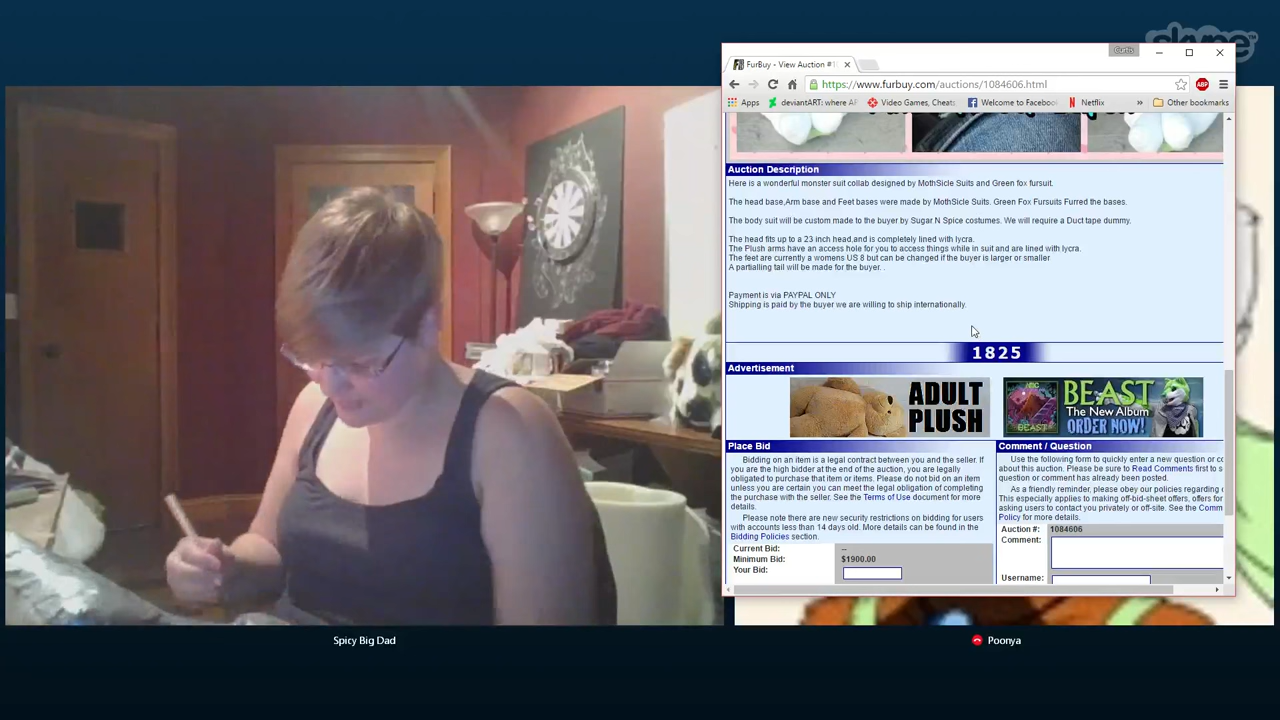 skype
Curtis
FurBuy - View Auction #1
https://www.furbuy.com/auctions/1084606.html
ABP
Apps
deviantART: where AF
Video Games, Cheats
Welcome to Facebook
Netflix
»
Other bookmarks
Auction Description
Here is a wonderful monster suit collab designed by MothSicle Suits and Green fox fursuit.
The head base,Arm base and Feet bases were made by MothSicle Suits. Green Fox Fursuits Furred the bases.
The body suit will be custom made to the buyer by Sugar N Spice costumes. We will require a Duct tape dummy.
The head fits up to a 23 inch head,and is completely lined with lycra.
The Plush arms have an access hole for you to access things while in suit and are lined with lycra.
The feet are currently a womens US 8 but can be changed if the buyer is larger or smaller
A partialling tail will be made for the buyer. .
Payment is via PAYPAL ONLY
Shipping is paid by the buyer we are willing to ship internationally.
1825
Advertisement
ADULT
PLUSH
NBC
BEAST
BEAST
The New Album
ORDER NOW!
Place Bid
Bidding on an item is a legal contract between you and the seller. If
you are the high bidder at the end of the auction, you are legally
obligated to purchase that item or items. Please do not bid on an item
unless you are certain you can meet the legal obligation of completing
the purchase with the seller. See the Terms of Use document for more
details.
Please note there are new security restrictions on bidding for users
with accounts less than 14 days old. More details can be found in the
Bidding Policies section.
Current Bid: --
Minimum Bid: $1900.00
Your Bid:
Comment / Question
Use the following form to quickly enter a new question or co
about this auction. Please be sure to Read Comments first to s
question or comment has already been posted.
As a friendly reminder, please obey our policies regarding
This especially applies to making off-bid-sheet offers, offers for
asking users to contact you privately or off-site. See the Comm
Policy for more details.
Auction #: 1084606
Comment:
Username:
Spicy Big Dad
Poonya